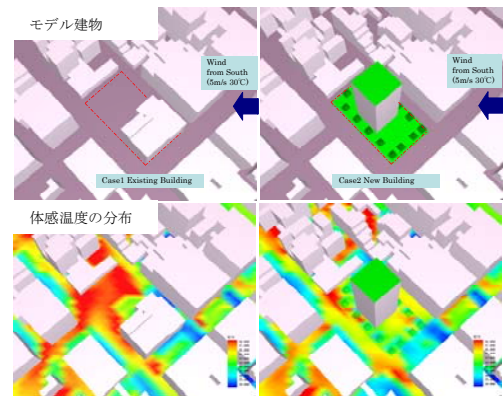 モデル建物
Wind
from South
(5m/s 30℃)
Case1 Existing Building
Wind
from South
(5m/s 30℃)
Case2 New Building
体感温度の分布